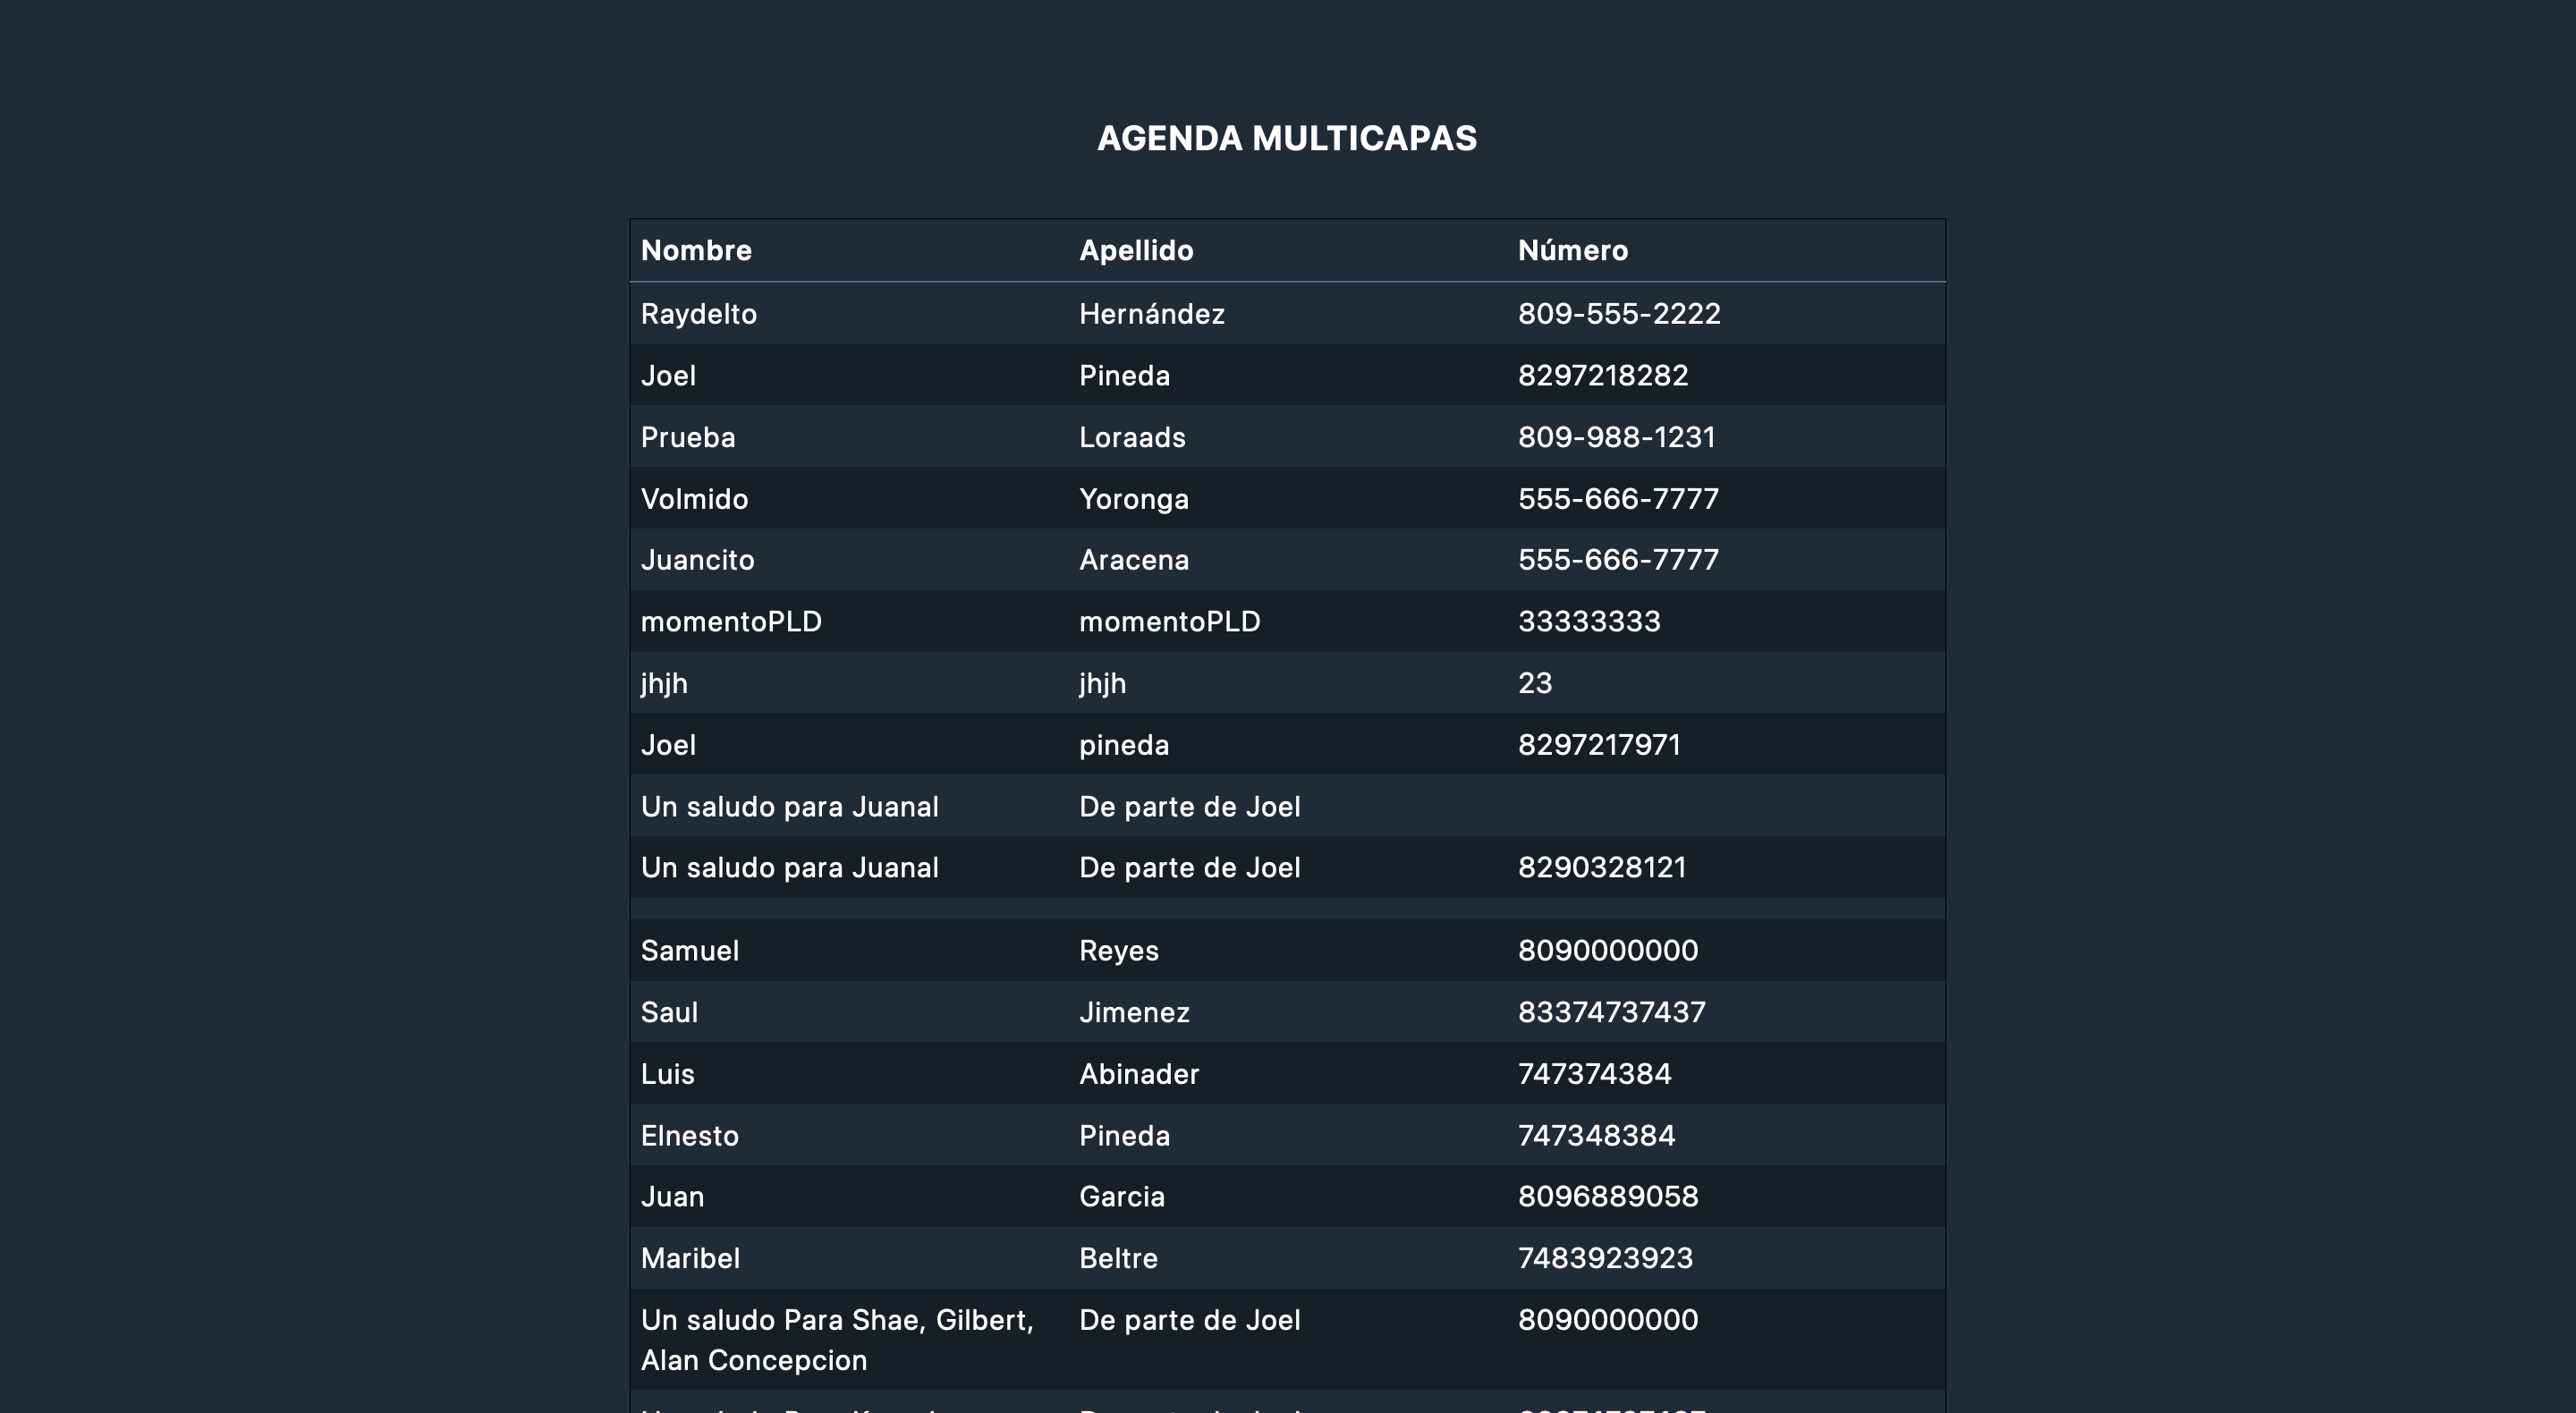 AGENDA MULTICAPAS
Nombre Apellido Número
Raydelto Hernández 809-555-2222
Joel Pineda 8297218282
Prueba Loraads 809-988-1231
Volmido Yoronga 555-666-7777
Juancito Aracena 555-666-7777
momentoPLD momentoPLD 33333333
jhjh jhjh 23
Joel pineda 8297217971
Un saludo para Juanal De parte de Joel
Un saludo para Juanal De parte de Joel 8290328121
Samuel Reyes 8090000000
Saul Jimenez 83374737437
Luis Abinader 747374384
Elnesto Pineda 747348384
Juan Garcia 8096889058
Maribel Beltre 7483923923
Un saludo Para Shae, Gilbert, De parte de Joel 8090000000
Alan Concepcion